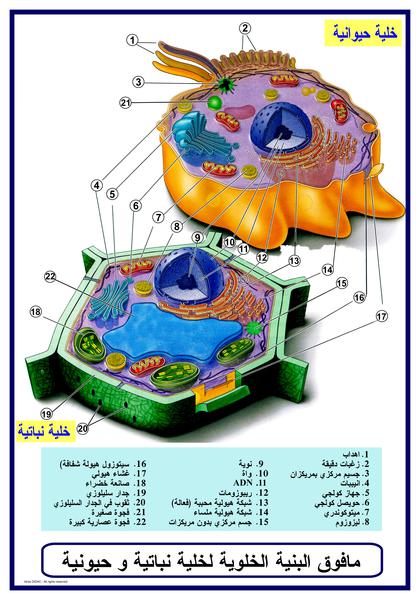 خلية حيوانية
1
2
3
21
4
5
6
7
8
9
10
11
12
13
14
15
16
17
22
18
19
20
خلية نباتية
1. اهداب
2. زغبات دقيقة
3. جسيم مركزي بمريكزان
4. انيبيات
5. جهاز كولجي
6. حويصل كولجي
7. ميتوكوندري
8. ليزوزوم
9. نوية
10. واة
11. ADN
12. ريبوزومات
13. شبكة هيولية محببة (فعالة)
14. شبكة هيولية ملساء
15. جسم مركزي بدون مريكزات
16. سيتوزول هيولة شفافة)
17. غشاء هيولي
18. صانعة خضراء
19. جدار سليلوزي
20. ثقوب في الجدار السليلوزي
21. فجوة صغيرة
22. فجوة عصارية كبيرة
مافوق البنية الخلوية لخلية نباتية و حيونية